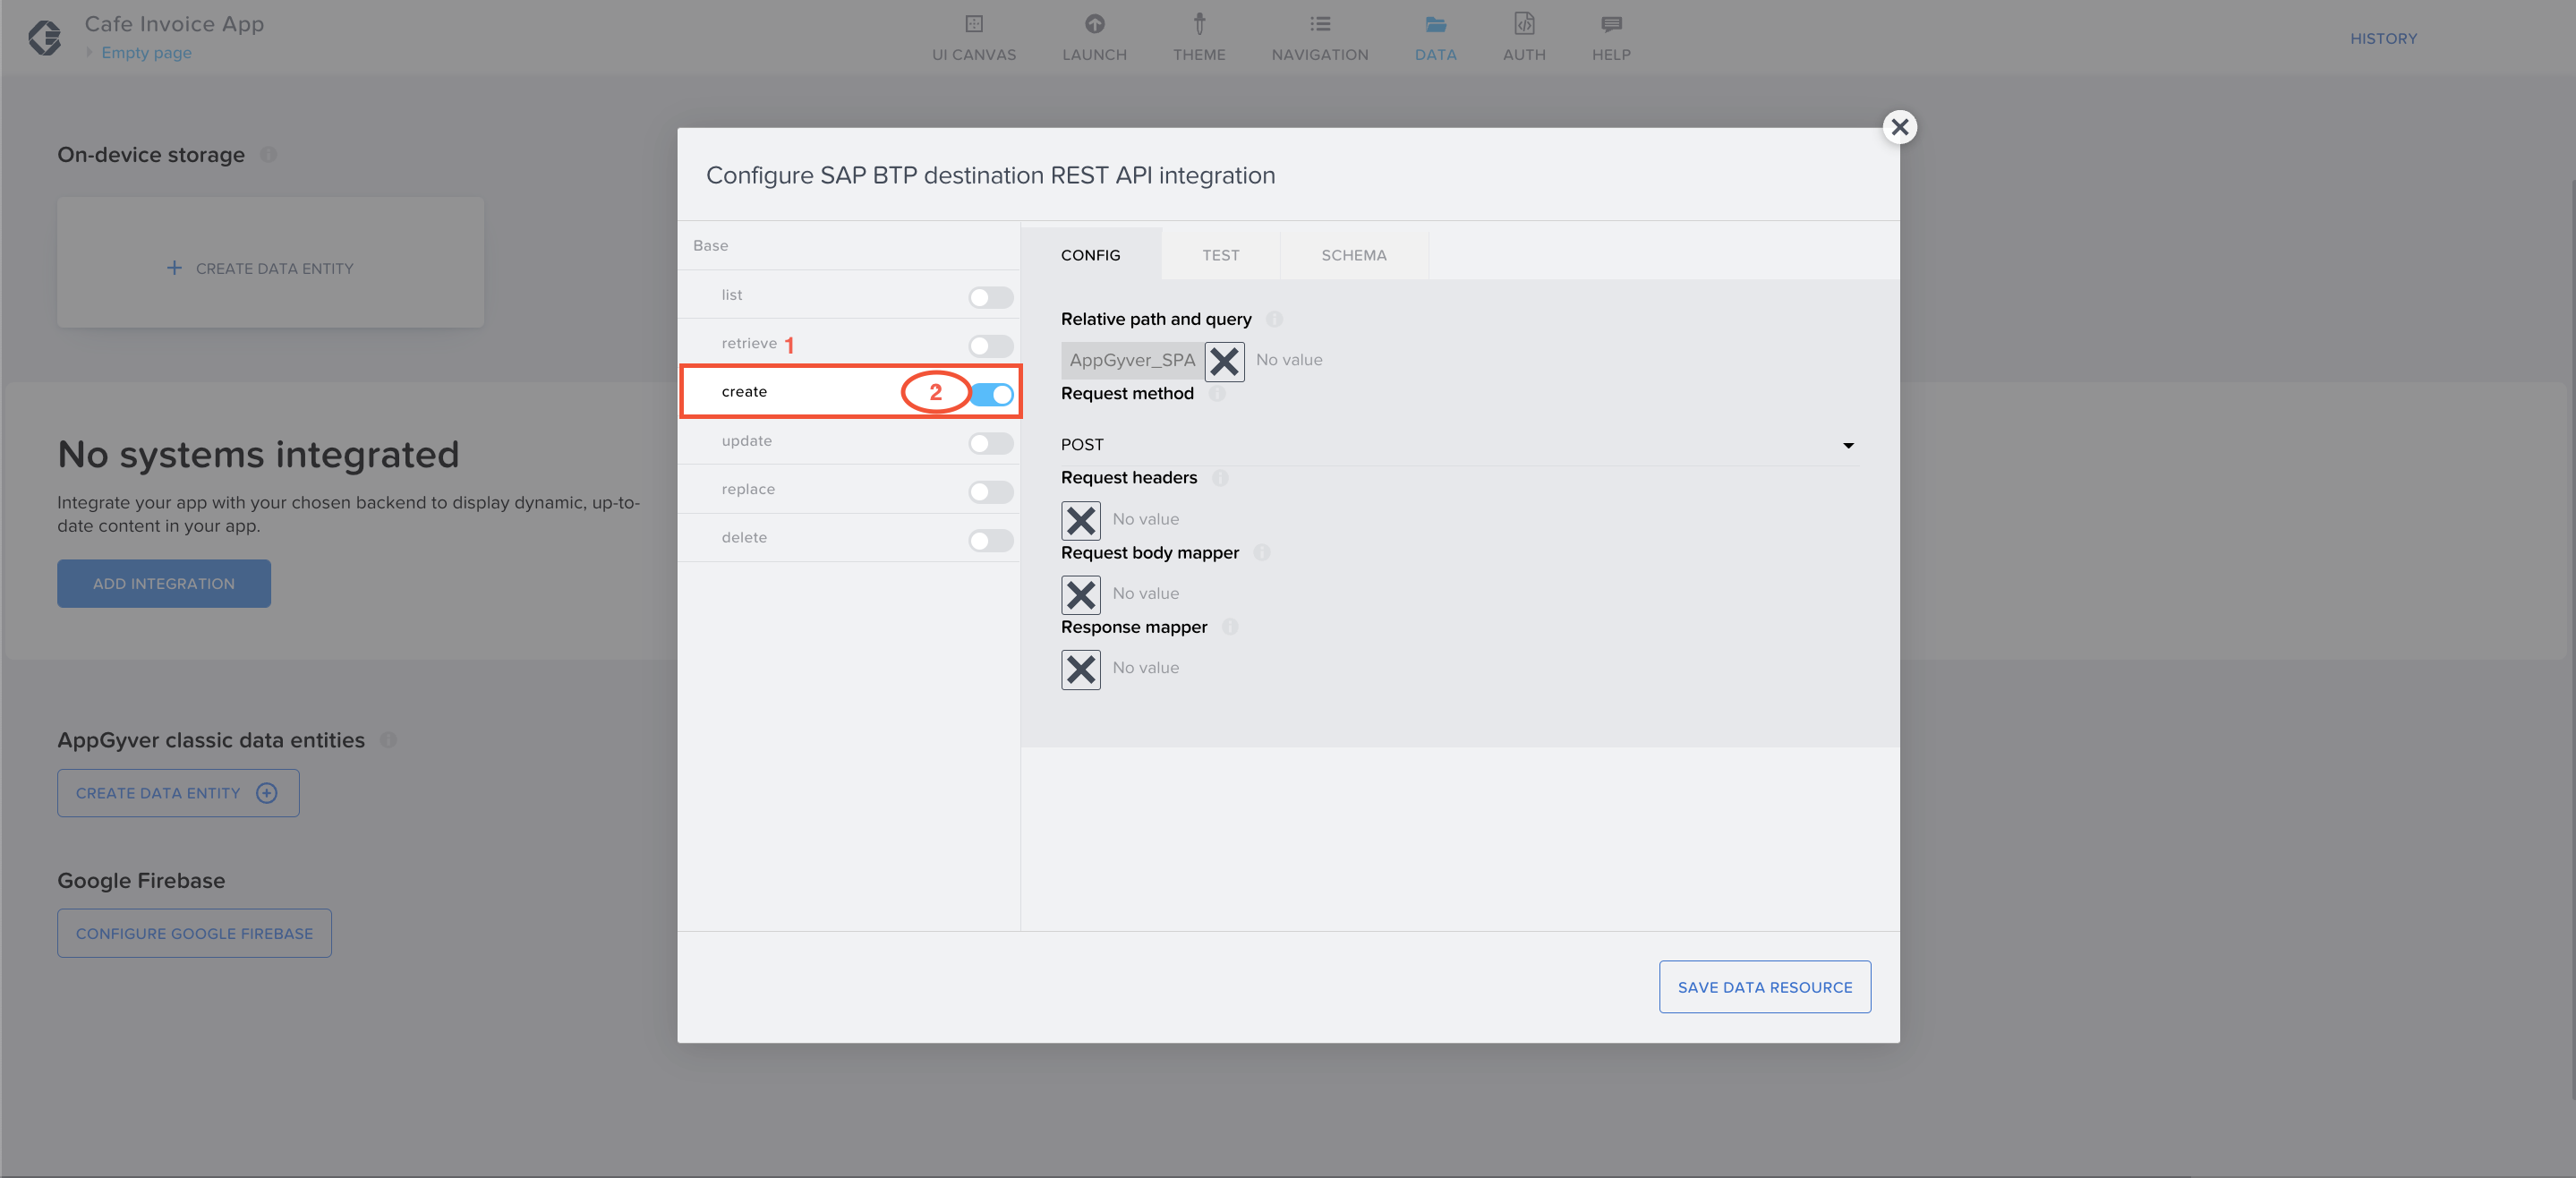 Cafe Invoice App
Empty page
UI CANVAS
LAUNCH
THEME
NAVIGATION
DATA
AUTH
HELP
HISTORY
On-device storage
CREATE DATA ENTITY
No systems integrated
Integrate your app with your chosen backend to display dynamic, up-to-
date content in your app.
ADD INTEGRATION
AppGyver classic data entities
CREATE DATA ENTITY
Google Firebase
CONFIGURE GOOGLE FIREBASE
Configure SAP BTP destination REST API integration
Base
list
retrieve 1
create 2
update
replace
delete
CONFIG
TEST
SCHEMA
Relative path and query
AppGyver_SPA No value
Request method
POST
Request headers
No value
Request body mapper
No value
Response mapper
No value
SAVE DATA RESOURCE